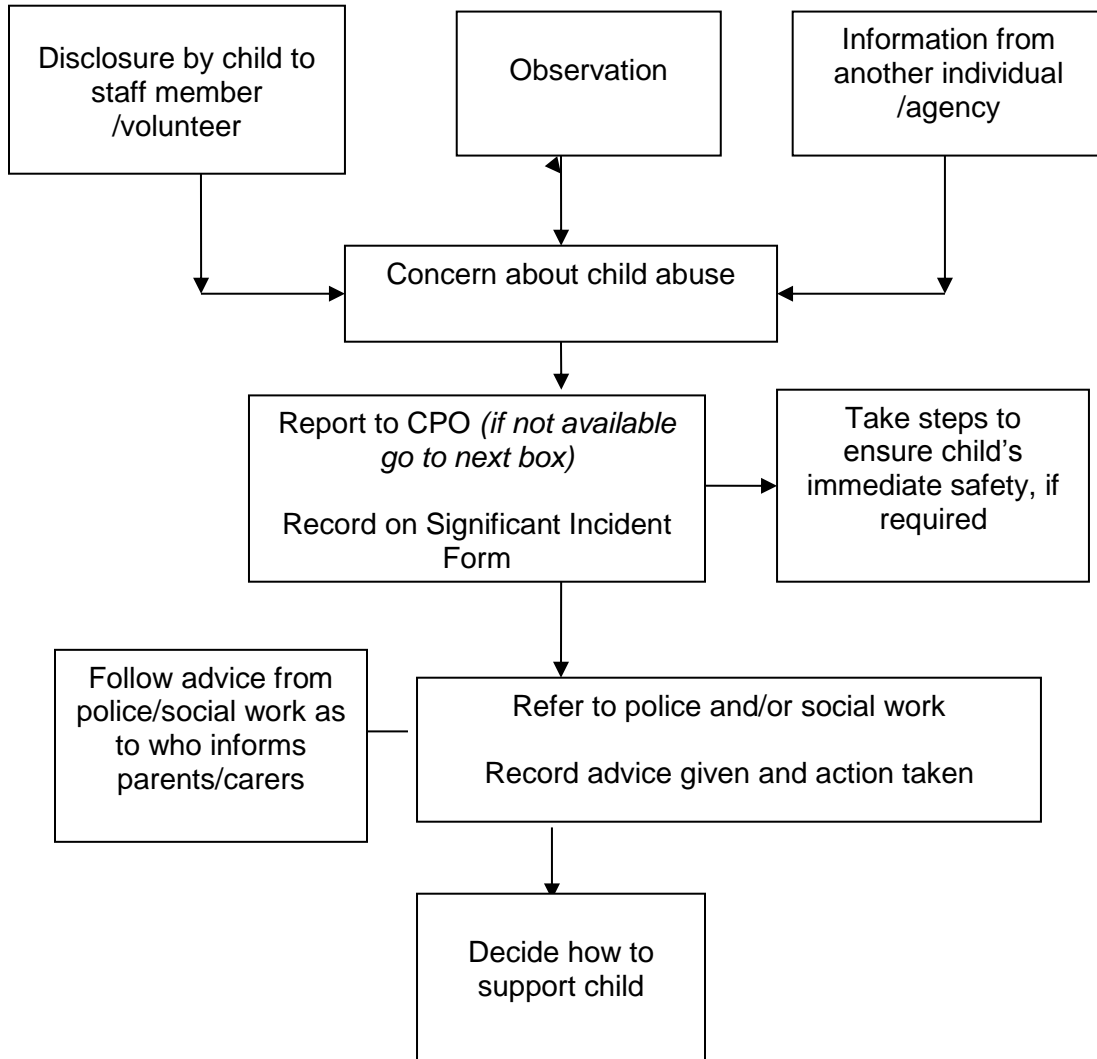 Disclosure by child to
staff member
/volunteer
Observation
Information from
another individual
/agency
Concern about child abuse
Report to CPO (if not available
go to next box)
Record on Significant Incident
Form
Take steps to
ensure child’s
immediate safety, if
required
Follow advice from
police/social work as
to who informs
parents/carers
Refer to police and/or social work
Record advice given and action taken
Decide how to
support child